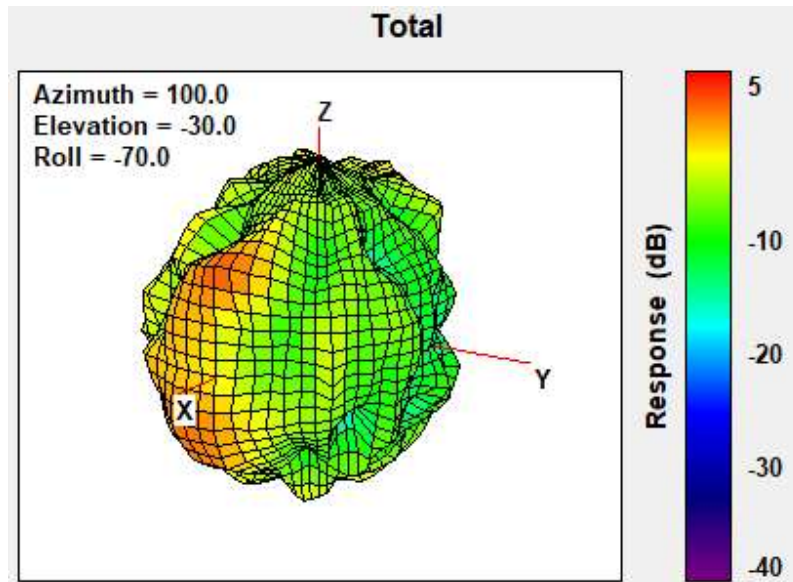 Total
Azimuth = 100.0
Elevation = -30.0
Roll = -70.0
Z
X
Y
Response (dB)
5
-10
-20
-30
-40